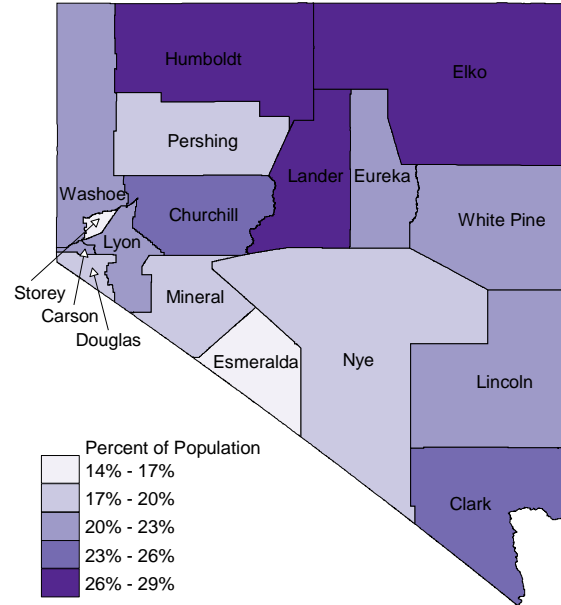 Humboldt
Elko
Pershing
Lander
Eureka
Washoe
Churchill
White Pine
Lyon
Storey
Carson
Douglas
Mineral
Esmeralda
Nye
Lincoln
Clark
Percent of Population
14% - 17%
17% - 20%
20% - 23%
23% - 26%
26% - 29%